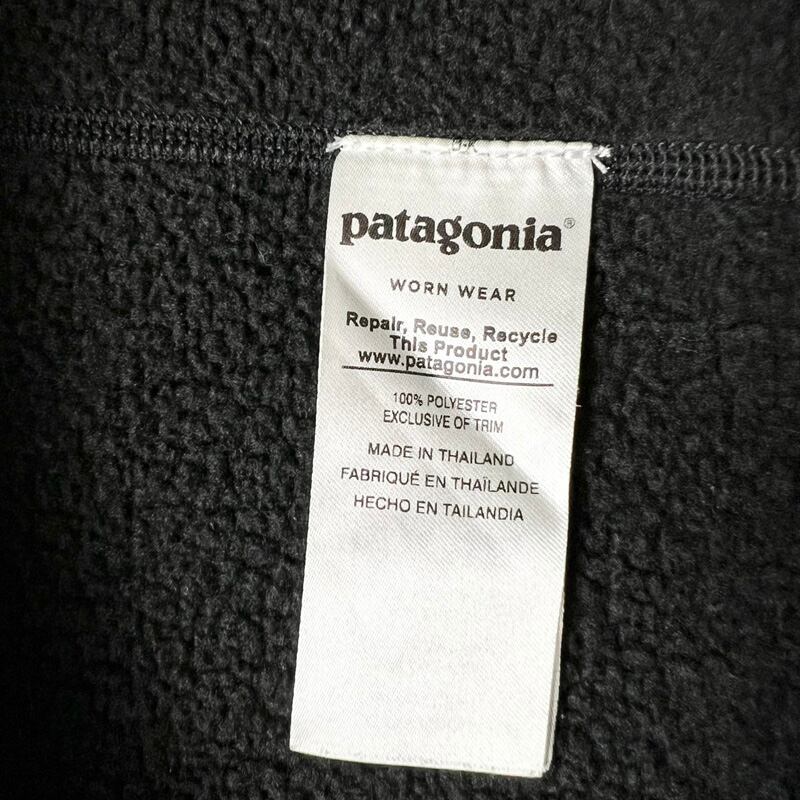 patagonia®
WORN WEAR
Repair, Reuse, Recycle
This Product
www.patagonia.com
100% POLYESTER
EXCLUSIVE OF TRIM
MADE IN THAILAND
FABRIQUÉ EN THAÏLANDE
HECHO EN TAILANDIA